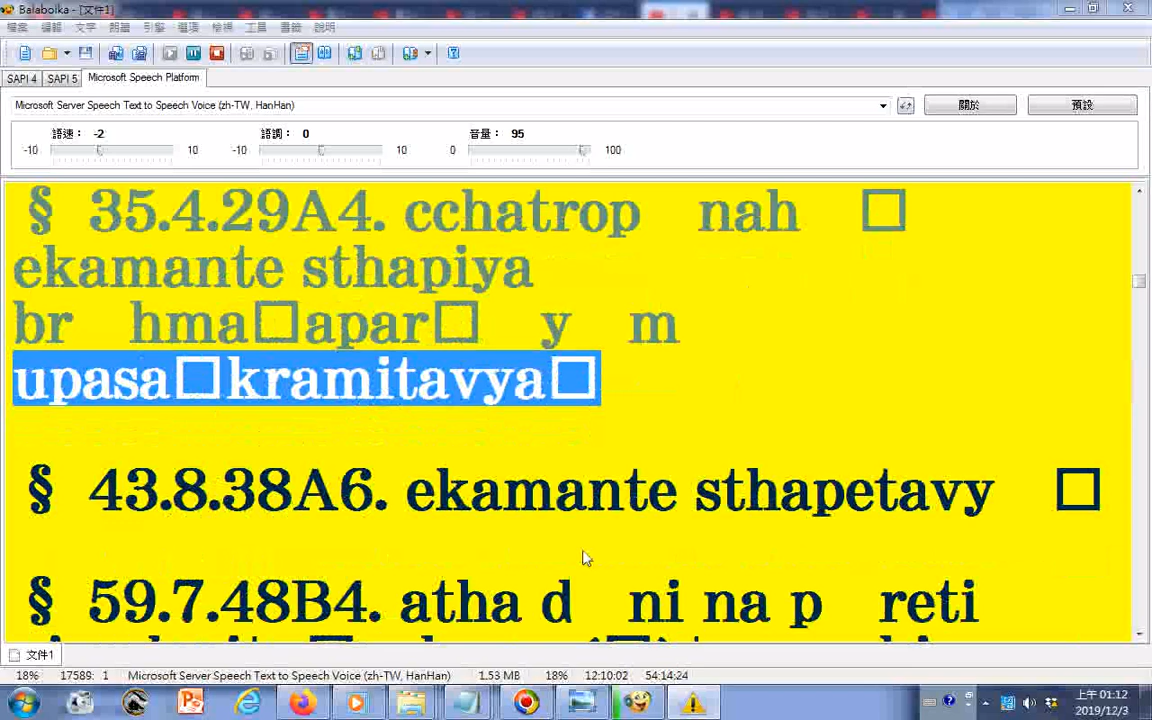 Balabolka - [文件1]
檔案 編輯 文字 朗讀 引擎 選項 檢視 工具 書籤 說明
SAPI 4 SAPI 5 Microsoft Speech Platform
Microsoft Server Speech Text to Speech Voice (zh-TW, HanHan) 關於 預設
語速： -2 語調： 0 音量： 95
-10 10 -10 10 0 100
§ 35.4.29A4. cchatrop nah □
ekamante sthapiya
br hma□apar□ y m
upasa□kramitavya□
§ 43.8.38A6. ekamante sthapetavy □
§ 59.7.48B4. atha d ni na p reti
文件1
18% 17589: 1 Microsoft Server Speech Text to Speech Voice (zh-TW, HanHan) 1.53 MB 18% 12:10:02 54:14:24
上午 01:12
2019/12/3